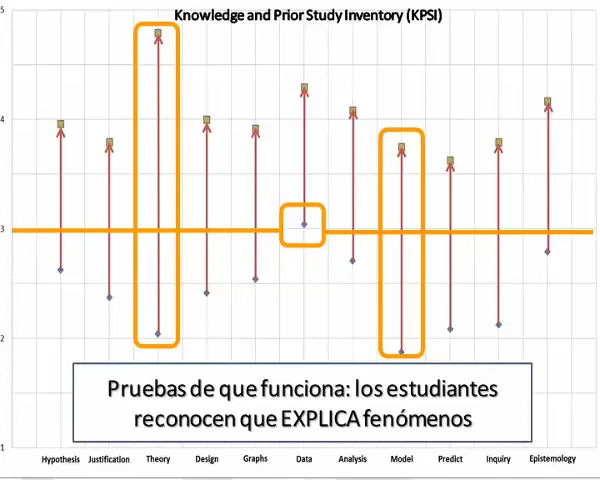 Knowledge and Prior Study Inventory (KPSI)
5
4
3
2
1
Pruebas de que funciona: los estudiantes
reconocen que EXPLICA fenómenos
Hypothesis Justification Theory Design Graphs Data Analysis Model Predict Inquiry Epistemology